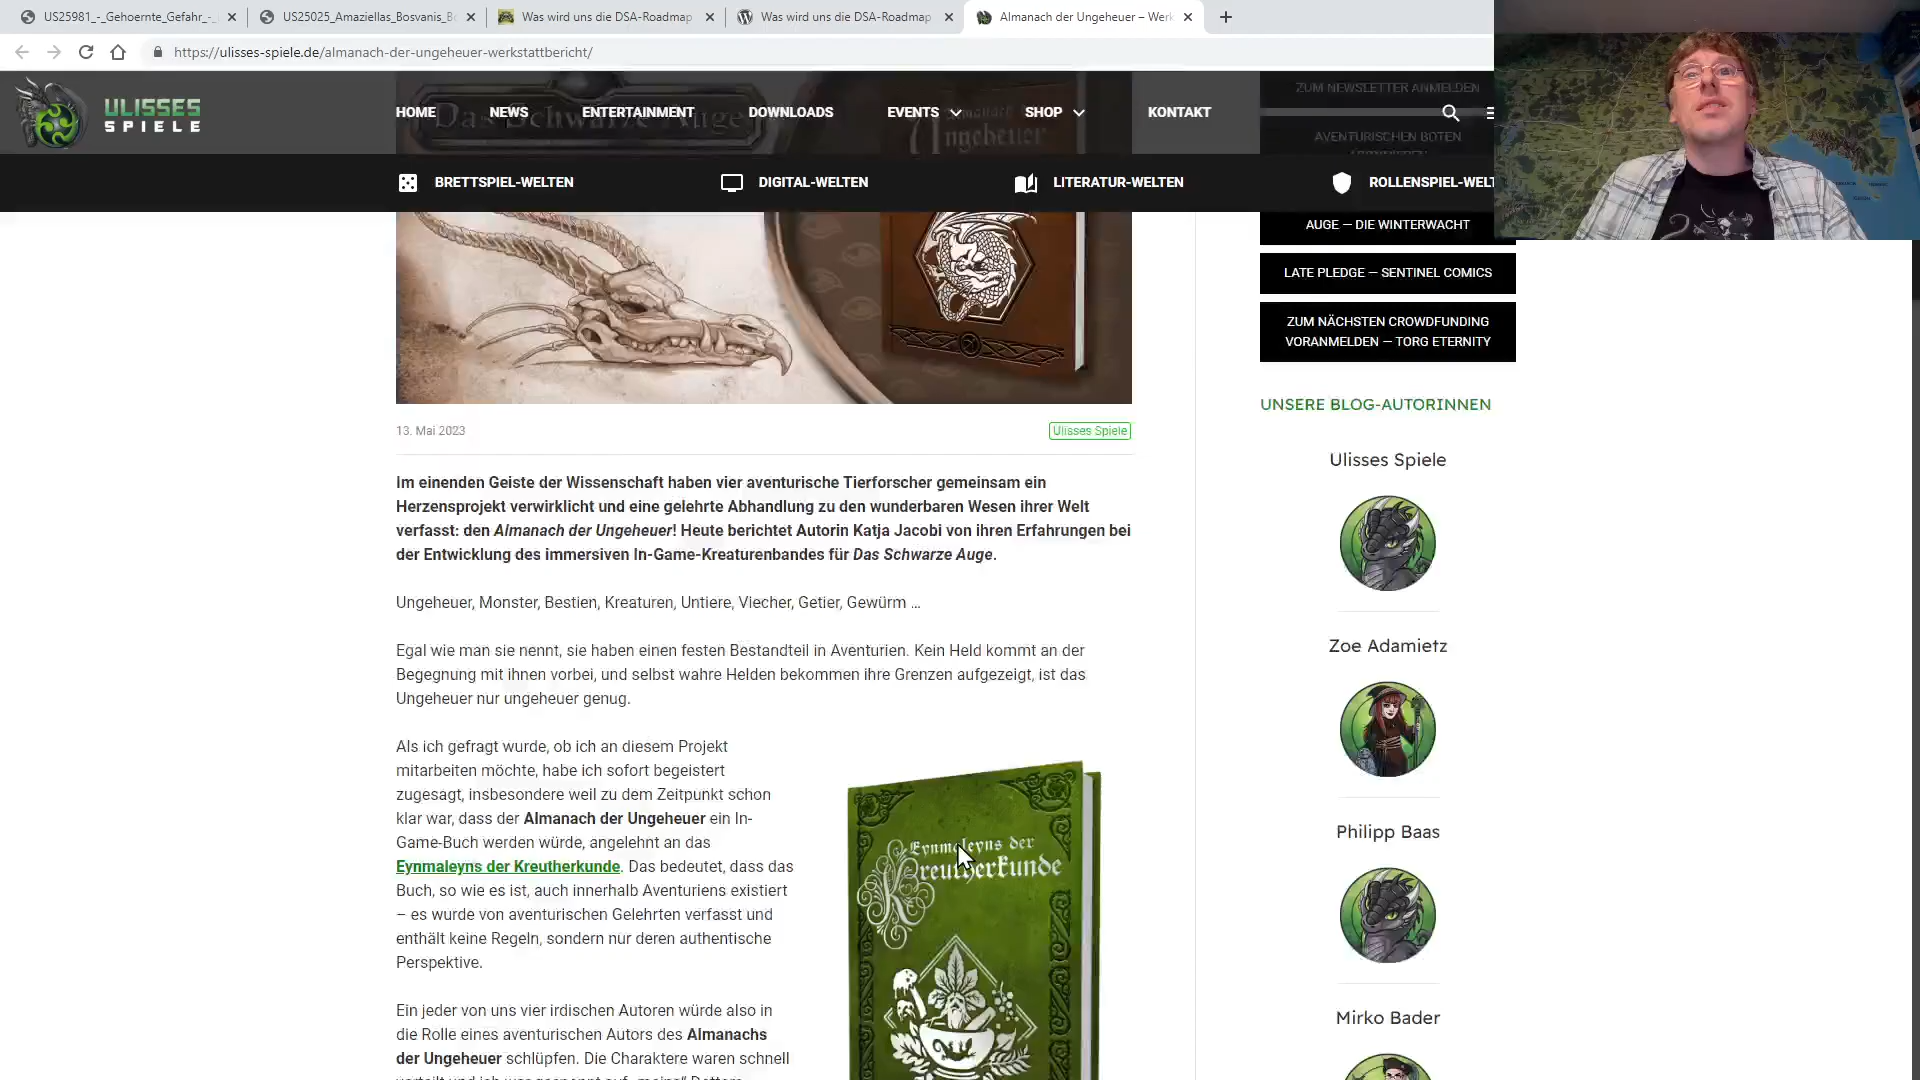 US25981_-_Gehoernte_Gefahr_-_
US25025_Amaziellas_Bosvanis_B
Was wird uns die DSA-Roadmap
Was wird uns die DSA-Roadmap
Almanach der Ungeheuer – Werk
https://ulisses-spiele.de/almanach-der-ungeheuer-werkstattbericht/
ULISSES
SPIELE
HOME
NEWS
ENTERTAINMENT
DOWNLOADS
EVENTS
SHOP
KONTAKT
Das Schwarze Auge
Ungeheuer
ZUM NEWSLETTER ANMELDEN
AVENTURISCHEN BOTEN
BRETTSPIEL-WELTEN
DIGITAL-WELTEN
LITERATUR-WELTEN
ROLLENSPIEL-WELT
AUGE — DIE WINTERWACHT
LATE PLEDGE — SENTINEL COMICS
ZUM NÄCHSTEN CROWDFUNDING
VORANMELDEN — TORG ETERNITY
13. Mai 2023
Ulisses Spiele
Im einenden Geiste der Wissenschaft haben vier aventurische Tierforscher gemeinsam ein
Herzensprojekt verwirklicht und eine gelehrte Abhandlung zu den wunderbaren Wesen ihrer Welt
verfasst: den Almanach der Ungeheuer! Heute berichtet Autorin Katja Jacobi von ihren Erfahrungen bei
der Entwicklung des immersiven In-Game-Kreaturenbandes für Das Schwarze Auge.
Ungeheuer, Monster, Bestien, Kreaturen, Untiere, Viecher, Getier, Gewürm …
Egal wie man sie nennt, sie haben einen festen Bestandteil in Aventurien. Kein Held kommt an der
Begegnung mit ihnen vorbei, und selbst wahre Helden bekommen ihre Grenzen aufgezeigt, ist das
Ungeheuer nur ungeheuer genug.
Als ich gefragt wurde, ob ich an diesem Projekt
mitarbeiten möchte, habe ich sofort begeistert
zugesagt, insbesondere weil zu dem Zeitpunkt schon
klar war, dass der Almanach der Ungeheuer ein In-
Game-Buch werden würde, angelehnt an das
Eynmaleyns der Kreutherkunde. Das bedeutet, dass das
Buch, so wie es ist, auch innerhalb Aventuriens existiert
– es wurde von aventurischen Gelehrten verfasst und
enthält keine Regeln, sondern nur deren authentische
Perspektive.
Ein jeder von uns vier irdischen Autoren würde also in
die Rolle eines aventurischen Autors des Almanachs
der Ungeheuer schlüpfen. Die Charaktere waren schnell
Eynmaleyns der
Kreutherkunde
UNSERE BLOG-AUTORINNEN
Ulisses Spiele
Zoe Adamietz
Philipp Baas
Mirko Bader